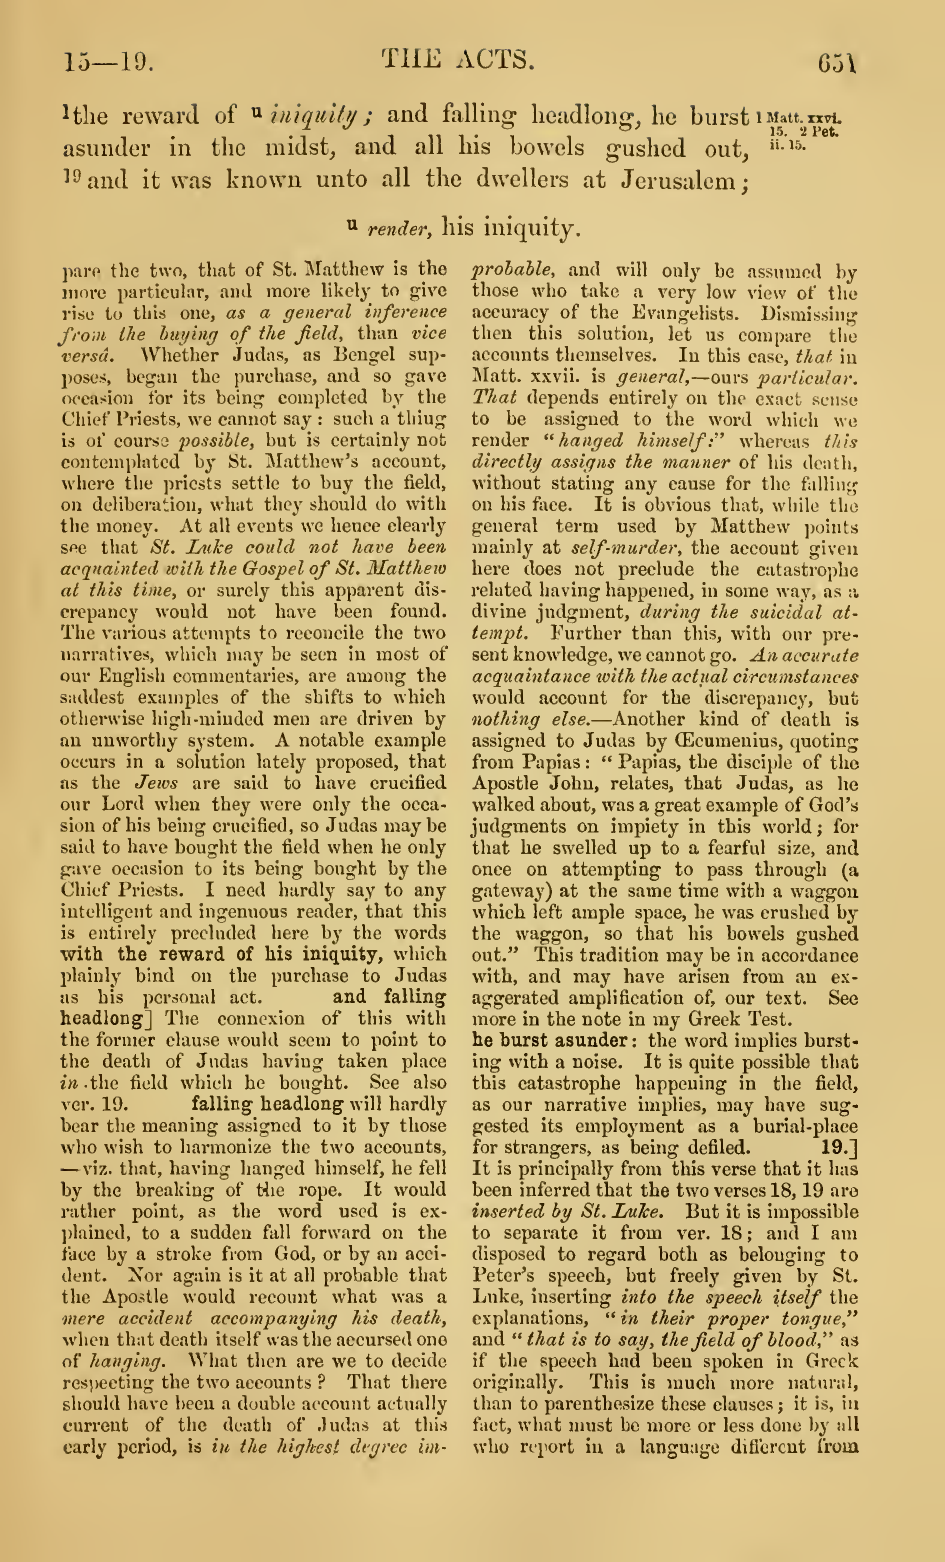 15—19.
THE ACTS.
651
l the reward of u iniquity; and falling headlong, he burst
asunder in the midst, and all his bowels gushed out,
19 and it was known unto all the dwellers at Jerusalem;
l Matt. xxvi.
15. 2 Pet.
ii. 15.
u render, his iniquity.
pare the two, that of St. Matthew is the
more particular, and more likely to give
rise to this one, as a general inference
from the buying of the field, than vice
versâ. Whether Judas, as Bengel sup-
poses, began the purchase, and so gave
occasion for its being completed by the
Chief Priests, we cannot say: such a thing
is of course possible, but is certainly not
contemplated by St. Matthew's account,
where the priests settle to buy the field,
on deliberation, what they should do with
the money. At all events we hence clearly
see that St. Luke could not have been
acquainted with the Gospel of St. Matthew
at this time, or surely this apparent dis-
crepancy would not have been found.
The various attempts to reconcile the two
narratives, which may be seen in most of
our English commentaries, are among the
saddest examples of the shifts to which
otherwise high-minded men are driven by
an unworthy system. A notable example
occurs in a solution lately proposed, that
as the Jews are said to have crucified
our Lord when they were only the occa-
sion of his being crucified, so Judas may be
said to have bought the field when he only
gave occasion to its being bought by the
Chief Priests. I need hardly say to any
intelligent and ingenuous reader, that this
is entirely precluded here by the words
with the reward of his iniquity, which
plainly bind on the purchase to Judas
as his personal act. and falling
headlong] The connexion of this with
the former clause would seem to point to
the death of Judas having taken place
in the field which he bought. See also
ver. 19. falling headlong will hardly
bear the meaning assigned to it by those
who wish to harmonize the two accounts,
—viz. that, having hanged himself, he fell
by the breaking of the rope. It would
rather point, as the word used is ex-
plained, to a sudden fall forward on the
face by a stroke from God, or by an acci-
dent. Nor again is it at all probable that
the Apostle would recount what was a
mere accident accompanying his death,
when that death itself was the accursed one
of hanging. What then are we to decide
respecting the two accounts? That there
should have been a double account actually
current of the death of Judas at this
early period, is in the highest degree im-
probable, and will only be assumed by
those who take a very low view of the
accuracy of the Evangelists. Dismissing
then this solution, let us compare the
accounts themselves. In this case, that in
Matt. xxvii. is general,—ours particular.
That depends entirely on the exact sense
to be assigned to the word which we
render "hanged himself:" whereas this
directly assigns the manner of his death,
without stating any cause for the falling
on his face. It is obvious that, while the
general term used by Matthew points
mainly at self-murder, the account given
here does not preclude the catastrophe
related having happened, in some way, as a
divine judgment, during the suicidal at-
tempt. Further than this, with our pre-
sent knowledge, we cannot go. An accurate
acquaintance with the actual circumstances
would account for the discrepancy, but
nothing else.—Another kind of death is
assigned to Judas by Œcumenius, quoting
from Papias: "Papias, the disciple of the
Apostle John, relates, that Judas, as he
walked about, was a great example of God's
judgments on impiety in this world; for
that he swelled up to a fearful size, and
once on attempting to pass through (a
gateway) at the same time with a waggon
which left ample space, he was crushed by
the waggon, so that his bowels gushed
out." This tradition may be in accordance
with, and may have arisen from an ex-
aggerated amplification of, our text. See
more in the note in my Greek Test.
he burst asunder: the word implies burst-
ing with a noise. It is quite possible that
this catastrophe happening in the field,
as our narrative implies, may have sug-
gested its employment as a burial-place
for strangers, as being defiled. 19.]
It is principally from this verse that it has
been inferred that the two verses 18, 19 are
inserted by St. Luke. But it is impossible
to separate it from ver. 18; and I am
disposed to regard both as belonging to
Peter's speech, but freely given by St.
Luke, inserting into the speech itself the
explanations, "in their proper tongue,"
and "that is to say, the field of blood," as
if the speech had been spoken in Greek
originally. This is much more natural,
than to parenthesize these clauses; it is, in
fact, what must be more or less done by all
who report in a language different from